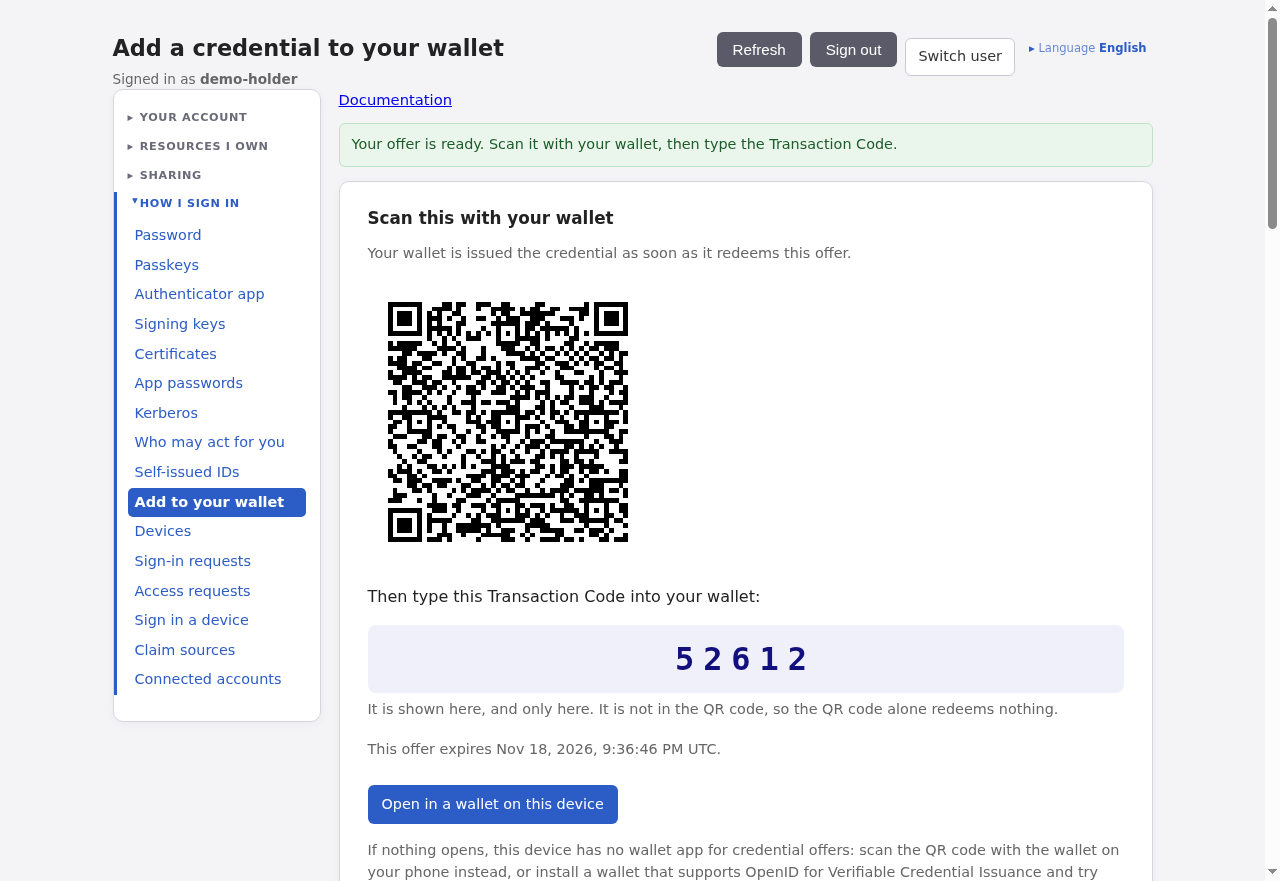 Add a credential to your wallet
Signed in as demo-holder
Refresh
Sign out
Switch user
▸ Language English
▸ YOUR ACCOUNT
▸ RESOURCES I OWN
▸ SHARING
▾ HOW I SIGN IN
Password
Passkeys
Authenticator app
Signing keys
Certificates
App passwords
Kerberos
Who may act for you
Self-issued IDs
Add to your wallet
Devices
Sign-in requests
Access requests
Sign in a device
Claim sources
Connected accounts
Documentation
Your offer is ready. Scan it with your wallet, then type the Transaction Code.
Scan this with your wallet
Your wallet is issued the credential as soon as it redeems this offer.
Then type this Transaction Code into your wallet:
52612
It is shown here, and only here. It is not in the QR code, so the QR code alone redeems nothing.
This offer expires Nov 18, 2026, 9:36:46 PM UTC.
Open in a wallet on this device
If nothing opens, this device has no wallet app for credential offers: scan the QR code with the wallet on
your phone instead, or install a wallet that supports OpenID for Verifiable Credential Issuance and try